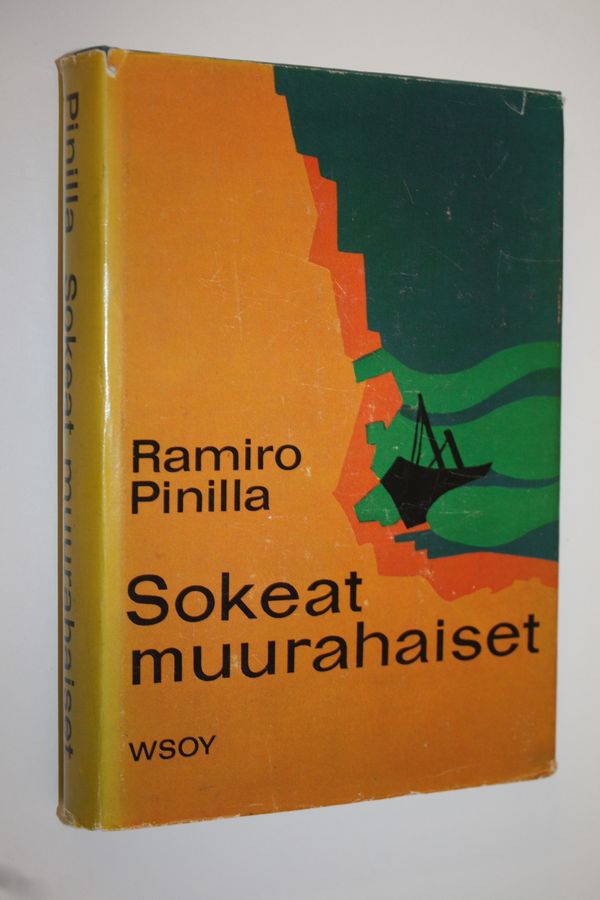 Pinilla Sokeat muurahaiset
Ramiro
Pinilla
Sokeat
muurahaiset
WSOY